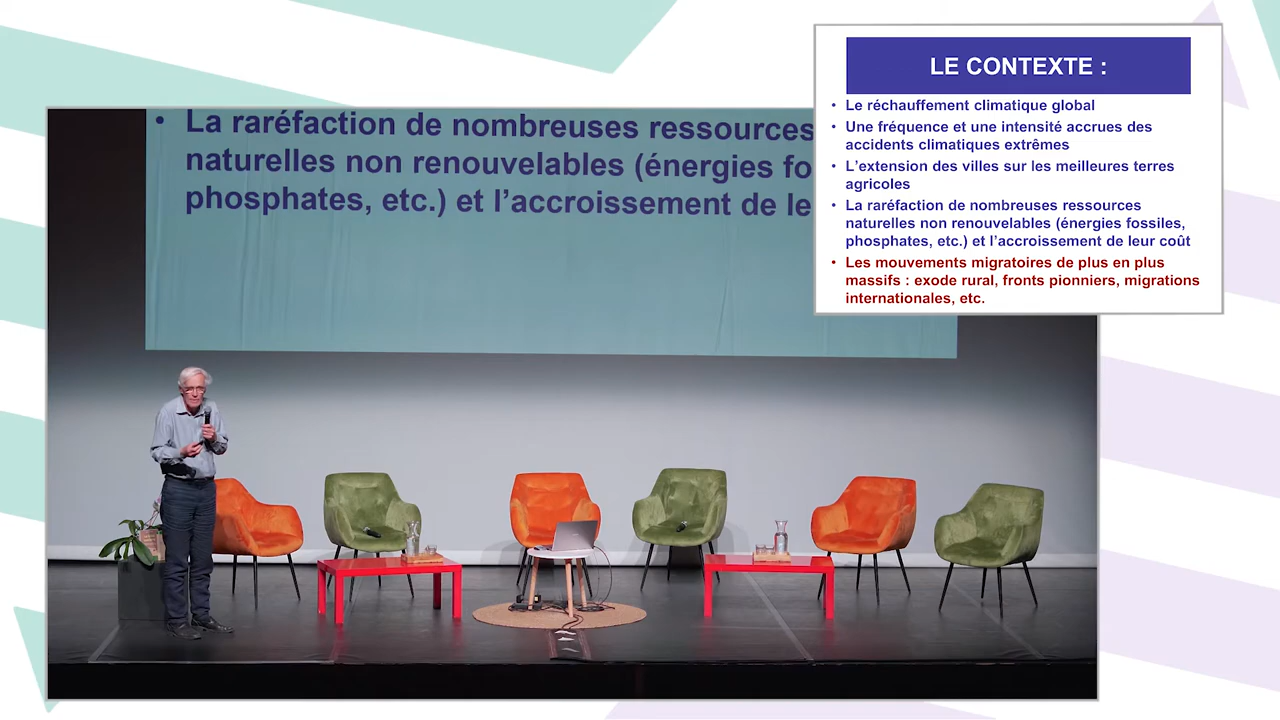 LE CONTEXTE :
• Le réchauffement climatique global
• Une fréquence et une intensité accrues des
accidents climatiques extrêmes
• L’extension des villes sur les meilleures terres
agricoles
• La raréfaction de nombreuses ressources
naturelles non renouvelables (énergies fossiles,
phosphates, etc.) et l’accroissement de leur coût
• Les mouvements migratoires de plus en plus
massifs : exode rural, fronts pionniers, migrations
internationales, etc.
• La raréfaction de nombreuses ressources
naturelles non renouvelables (énergies fo
phosphates, etc.) et l’accroissement de le